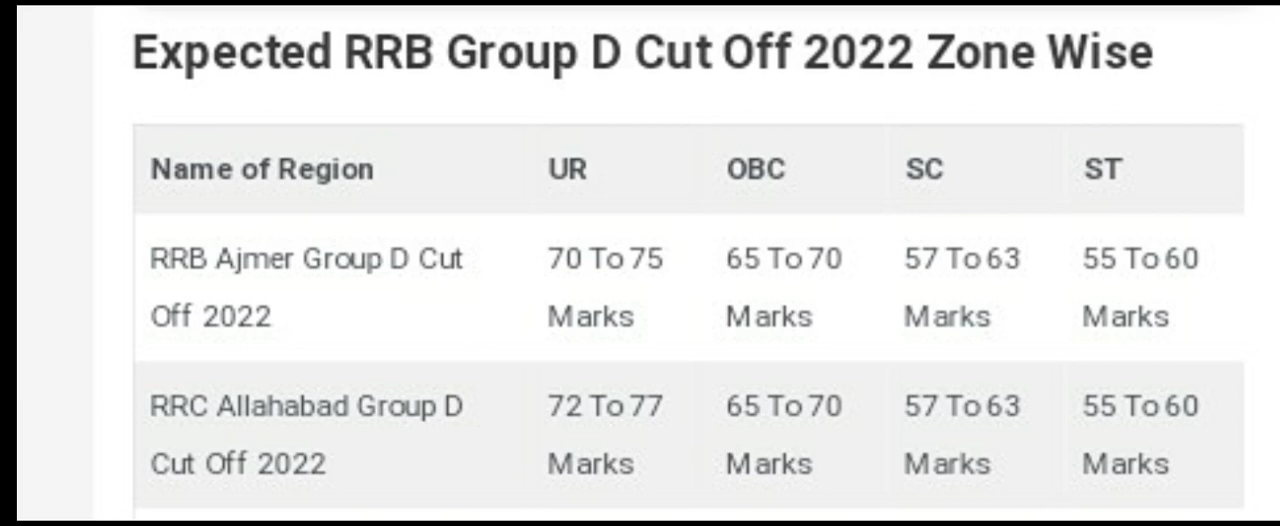 Expected RRB Group D Cut Off 2022 Zone Wise
Name of Region UR OBC SC ST
RRB Ajmer Group D Cut 70 To 75 65 To 70 57 To 63 55 To 60
Off 2022 Marks Marks Marks Marks
RRC Allahabad Group D 72 To 77 65 To 70 57 To 63 55 To 60
Cut Off 2022 Marks Marks Marks Marks